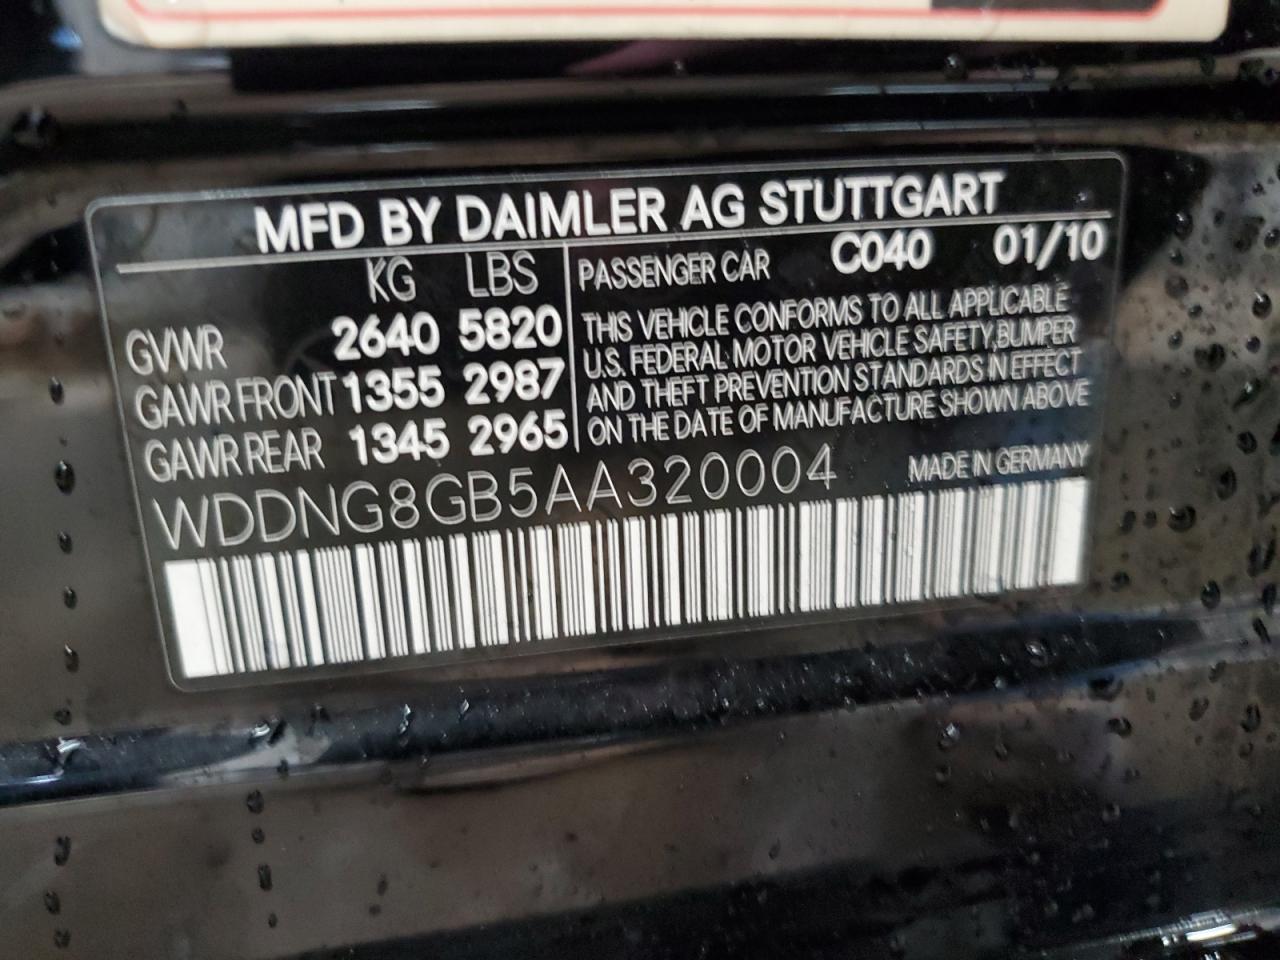 MFD BY DAIMLER AG STUTTGART
KG LBS
GVWR 2640 5820
GAWR FRONT 1355 2987
GAWR REAR 1345 2965
PASSENGER CAR C040 01/10
THIS VEHICLE CONFORMS TO ALL APPLICABLE
U.S. FEDERAL MOTOR VEHICLE SAFETY,BUMPER
AND THEFT PREVENTION STANDARDS IN EFFECT
ON THE DATE OF MANUFACTURE SHOWN ABOVE
WDDNG8GB5AA320004 MADE IN GERMANY